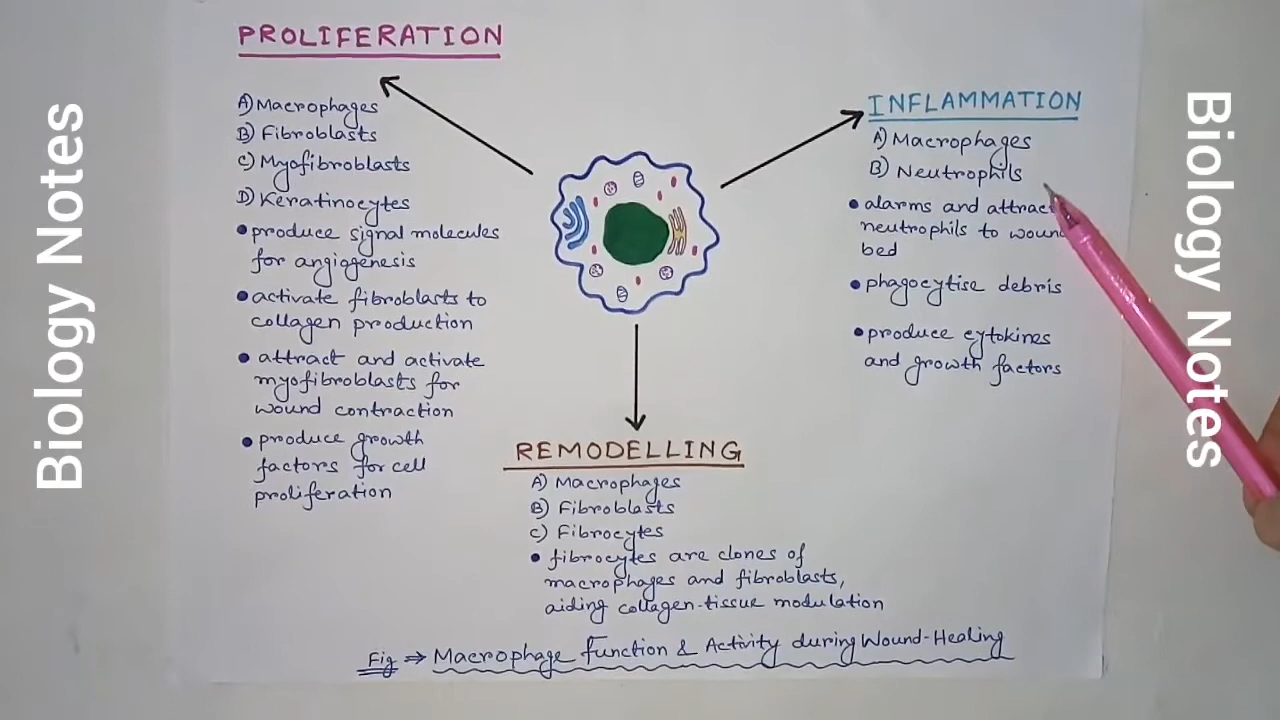 PROLIFERATION
A) Macrophages
B) Fibroblasts
C) Myofibroblasts
D) Keratinocytes
• produce signal molecules
for angiogenesis
• activate fibroblasts to
collagen production
• attract and activate
myofibroblasts for
wound contraction
• produce growth
factors for cell
proliferation
INFLAMMATION
A) Macrophages
B) Neutrophils
• alarms and attract
neutrophils to wound
bed
• phagocytise debris
• produce cytokines
and growth factors
REMODELLING
A) Macrophages
B) Fibroblasts
C) Fibrocytes
• fibrocytes are clones of
macrophages and fibroblasts,
aiding collagen-tissue modulation
Fig ⇒ Macrophage function & Activity during Wound-Healing
Biology Notes
Biology Notes